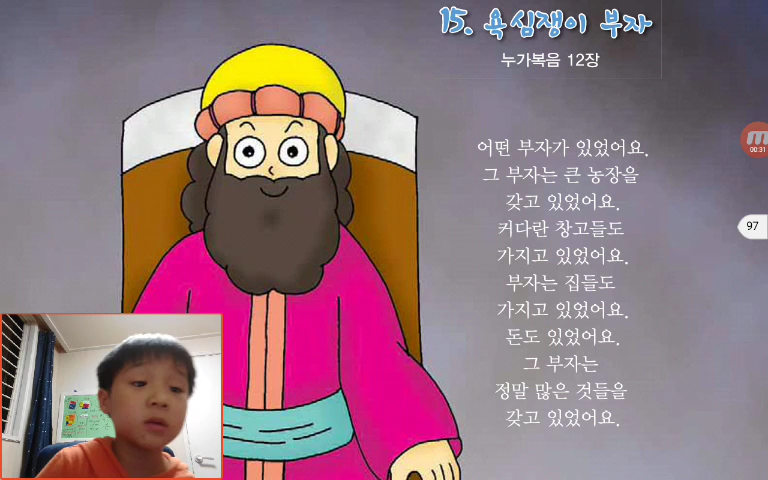 15. 욕심쟁이 부자
누가복음 12장
어떤 부자가 있었어요.
그 부자는 큰 농장을
갖고 있었어요.
커다란 창고들도
가지고 있었어요.
부자는 집들도
가지고 있었어요.
돈도 있었어요.
그 부자는
정말 많은 것들을
갖고 있었어요.
00:31
97